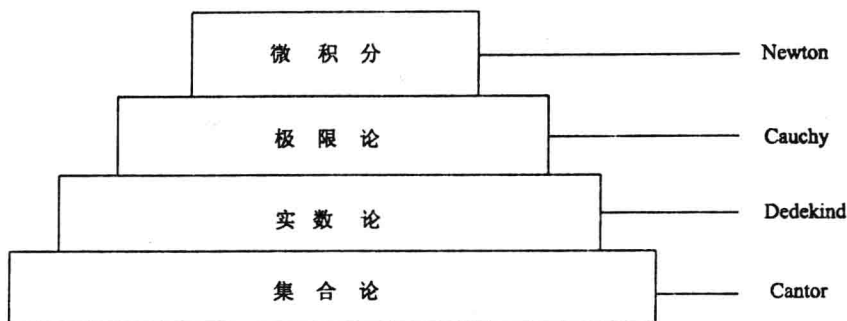 微 积 分 Newton
极 限 论 Cauchy
实 数 论 Dedekind
集 合 论 Cantor